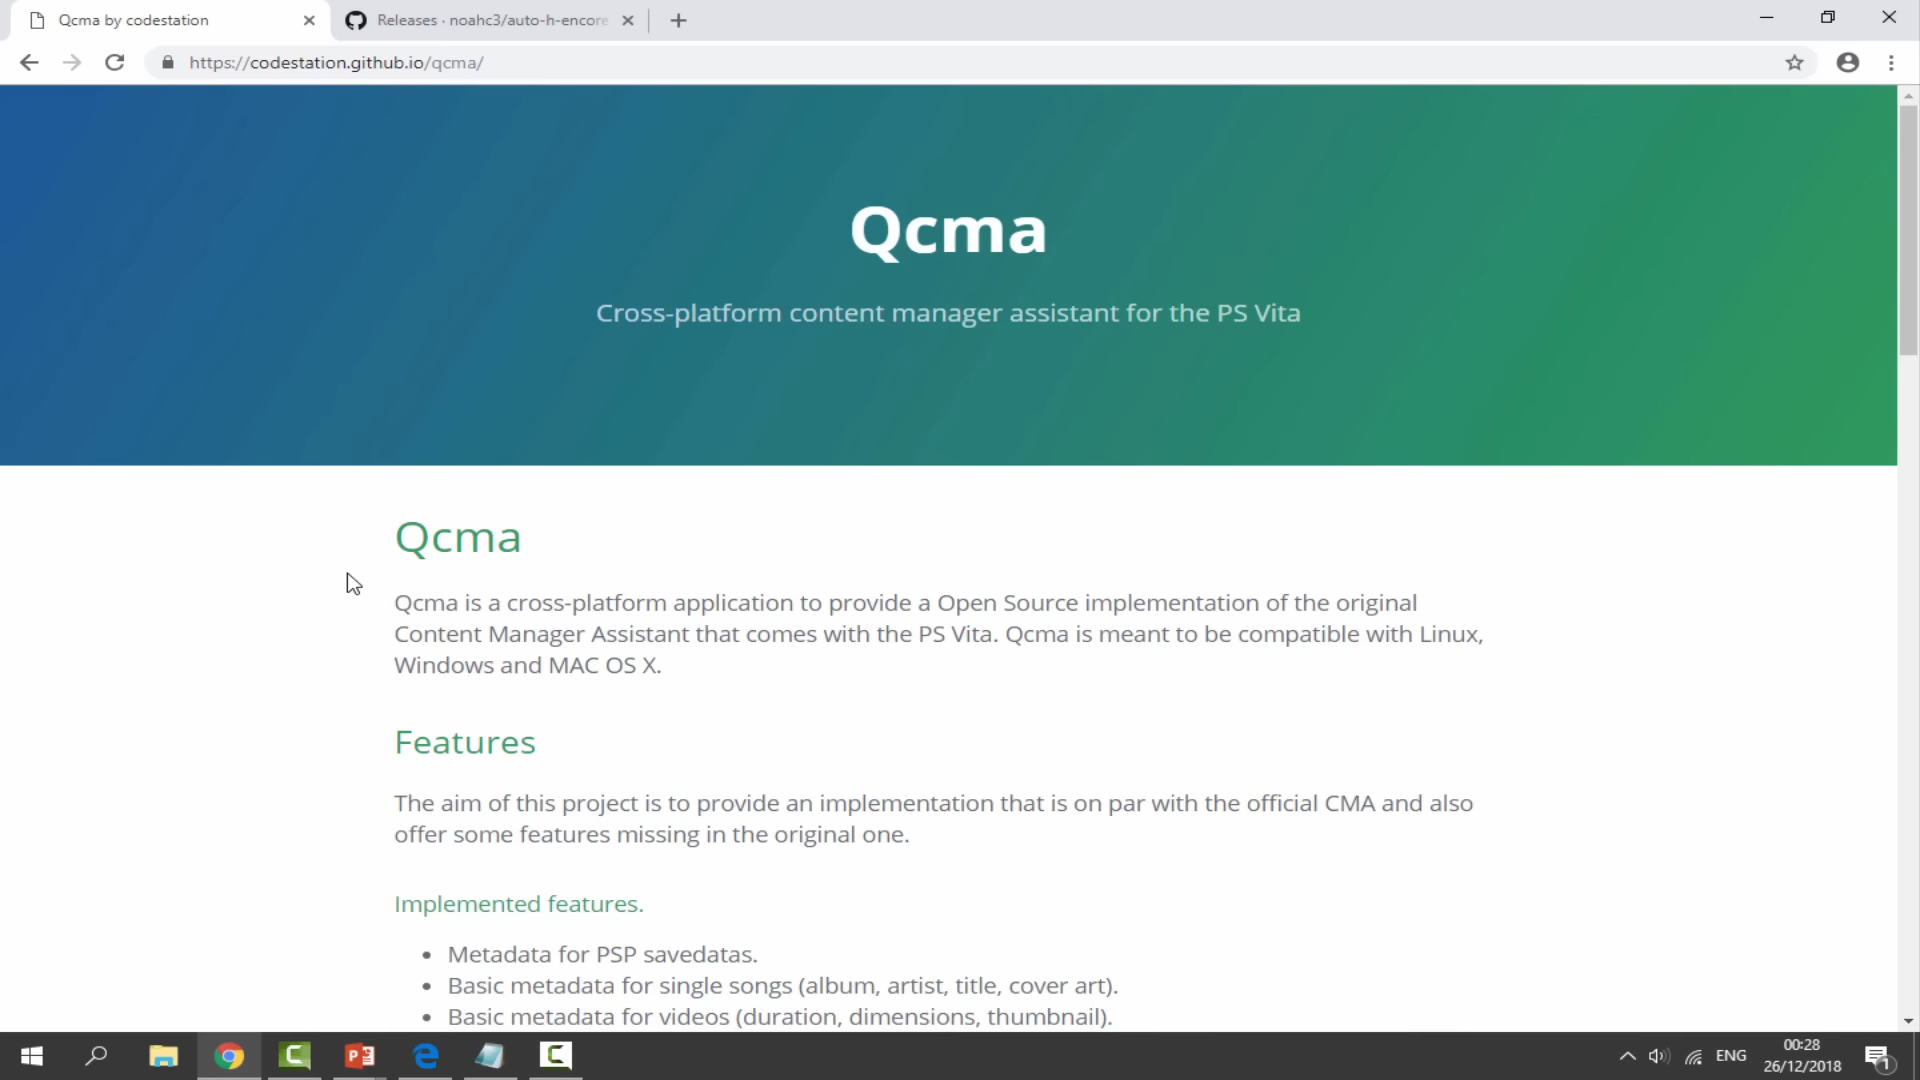 Qcma by codestation
Releases · noahc3/auto-h-encore
https://codestation.github.io/qcma/
Qcma
Cross-platform content manager assistant for the PS Vita
Qcma
Qcma is a cross-platform application to provide a Open Source implementation of the original
Content Manager Assistant that comes with the PS Vita. Qcma is meant to be compatible with Linux,
Windows and MAC OS X.
Features
The aim of this project is to provide an implementation that is on par with the official CMA and also
offer some features missing in the original one.
Implemented features.
• Metadata for PSP savedatas.
• Basic metadata for single songs (album, artist, title, cover art).
• Basic metadata for videos (duration, dimensions, thumbnail).
ENG
00:28
26/12/2018
1